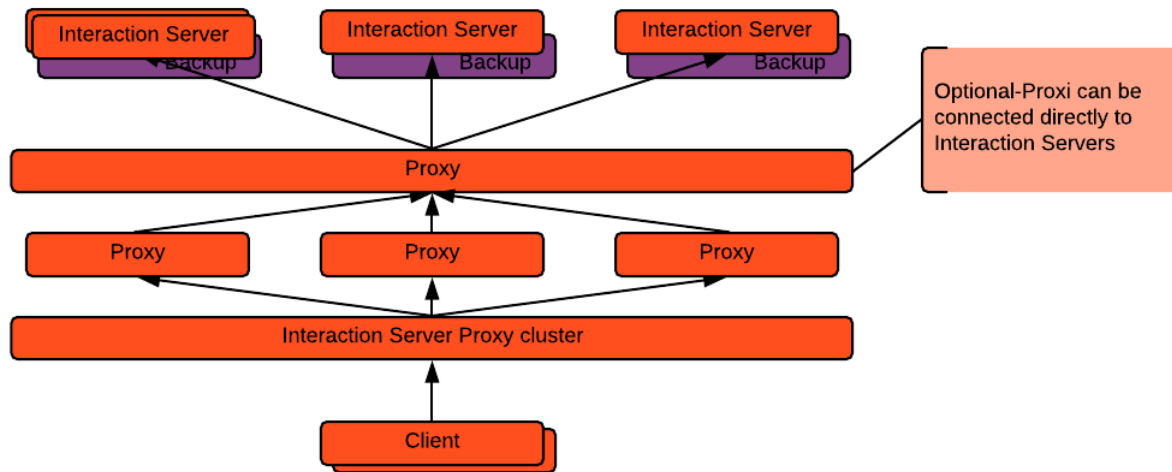 Interaction Server
Interaction Server
Interaction Server
Backup
Backup
Backup
Optional-Proxi can be
connected directly to
Interaction Servers
Proxy
Proxy
Proxy
Proxy
Interaction Server Proxy cluster
Client